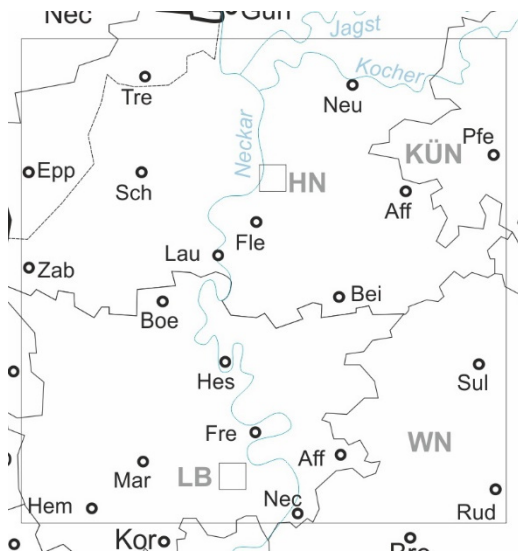 Nec
Gun
Jagst
Kocher
Tre
Neu
Neckar
KÜN
Pfe
Epp
Sch
HN
Aff
Fle
Lau
Zab
Boe
Bei
Hes
Sul
Fre
Aff
WN
Mar
LB
Hem
Nec
Rud
Kor